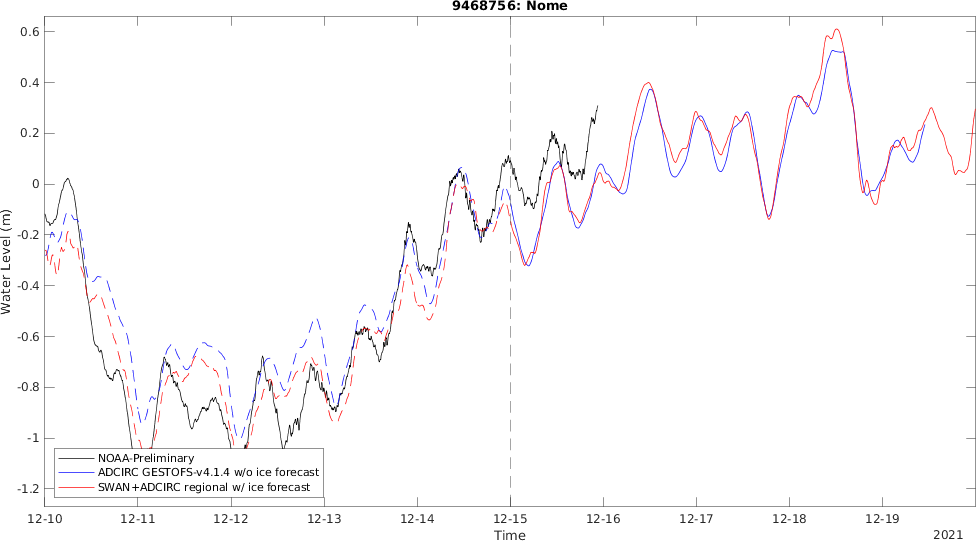 9468756: Nome
0.6
0.4
0.2
0
-0.2
-0.4
-0.6
-0.8
-1
-1.2
Water Level (m)
NOAA-Preliminary
ADCIRC GESTOFS-v4.1.4 w/o ice forecast
SWAN+ADCIRC regional w/ ice forecast
12-10 12-11 12-12 12-13 12-14 12-15 12-16 12-17 12-18 12-19
Time
2021